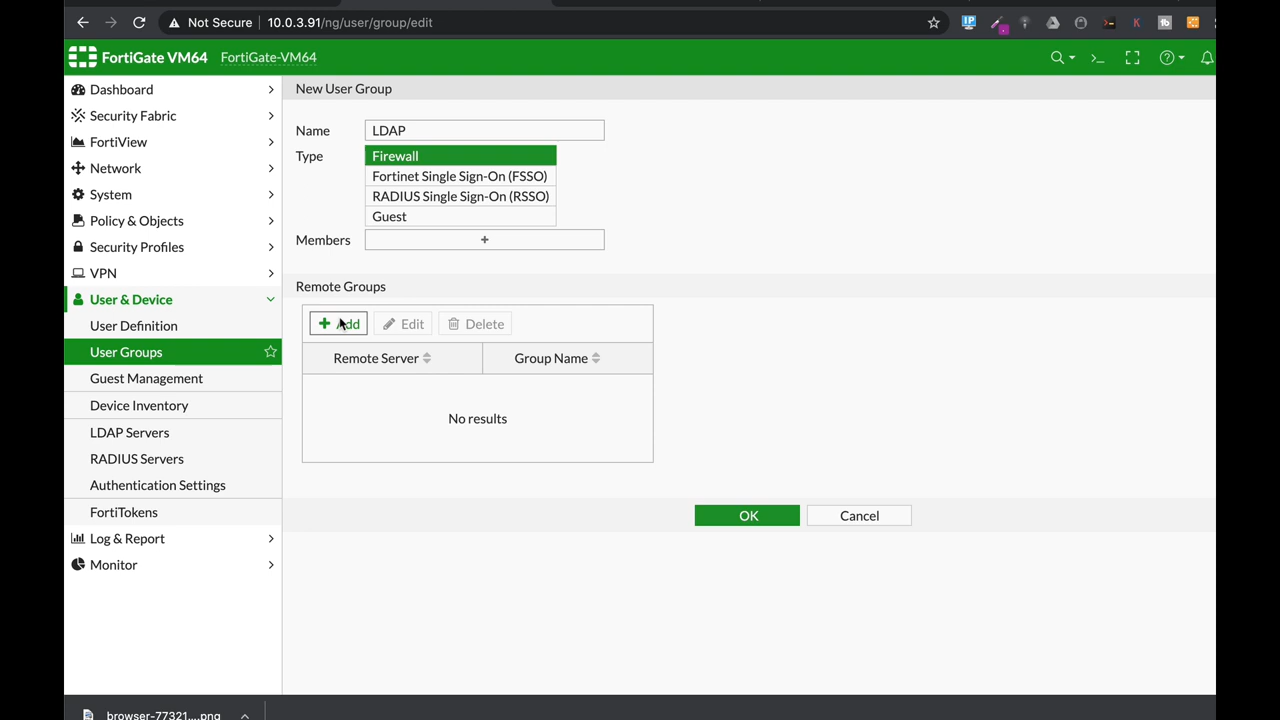 Not Secure 10.0.3.91/ng/user/group/edit
FortiGate VM64 FortiGate-VM64
Dashboard
Security Fabric
FortiView
Network
System
Policy & Objects
Security Profiles
VPN
User & Device
User Definition
User Groups
Guest Management
Device Inventory
LDAP Servers
RADIUS Servers
Authentication Settings
FortiTokens
Log & Report
Monitor
New User Group
Name LDAP
Type Firewall
Fortinet Single Sign-On (FSSO)
RADIUS Single Sign-On (RSSO)
Guest
Members +
Remote Groups
+ Add Edit Delete
Remote Server Group Name
No results
OK Cancel
browser-77321....png